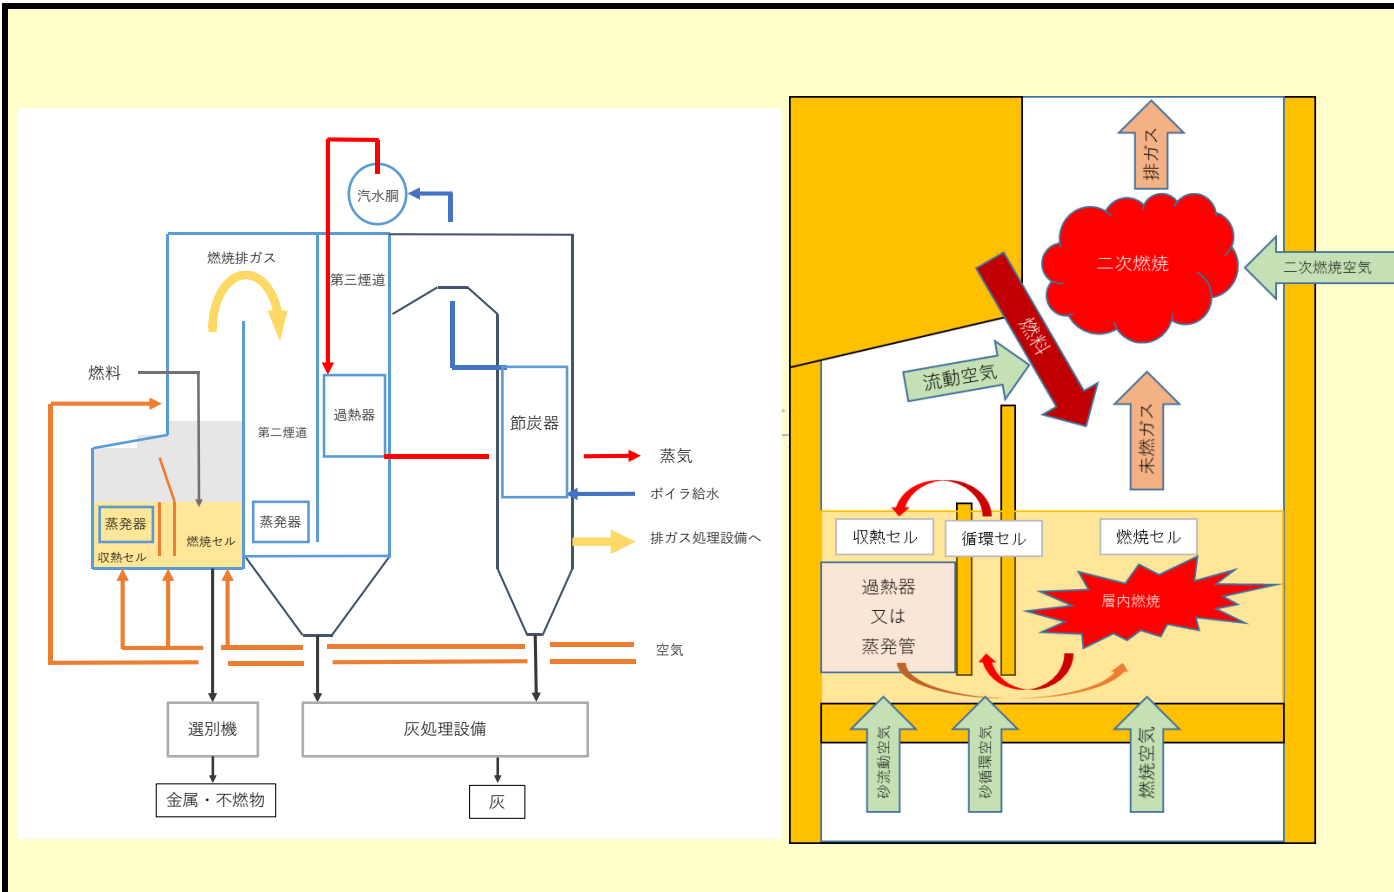 汽水胴
燃焼排ガス
第三煙道
燃料
過熱器
節炭器
第二煙道
蒸気
ボイラ給水
蒸発器
蒸発器
燃焼セル
収熱セル
排ガス処理設備へ
空気
選別機
灰処理設備
金属・不燃物
灰
排ガス
二次燃焼
二次燃焼空気
燃料
流動空気
未燃ガス
収熱セル
循環セル
燃焼セル
過熱器
又は
蒸発管
層内燃焼
砂流動空気
砂循環空気
燃焼空気